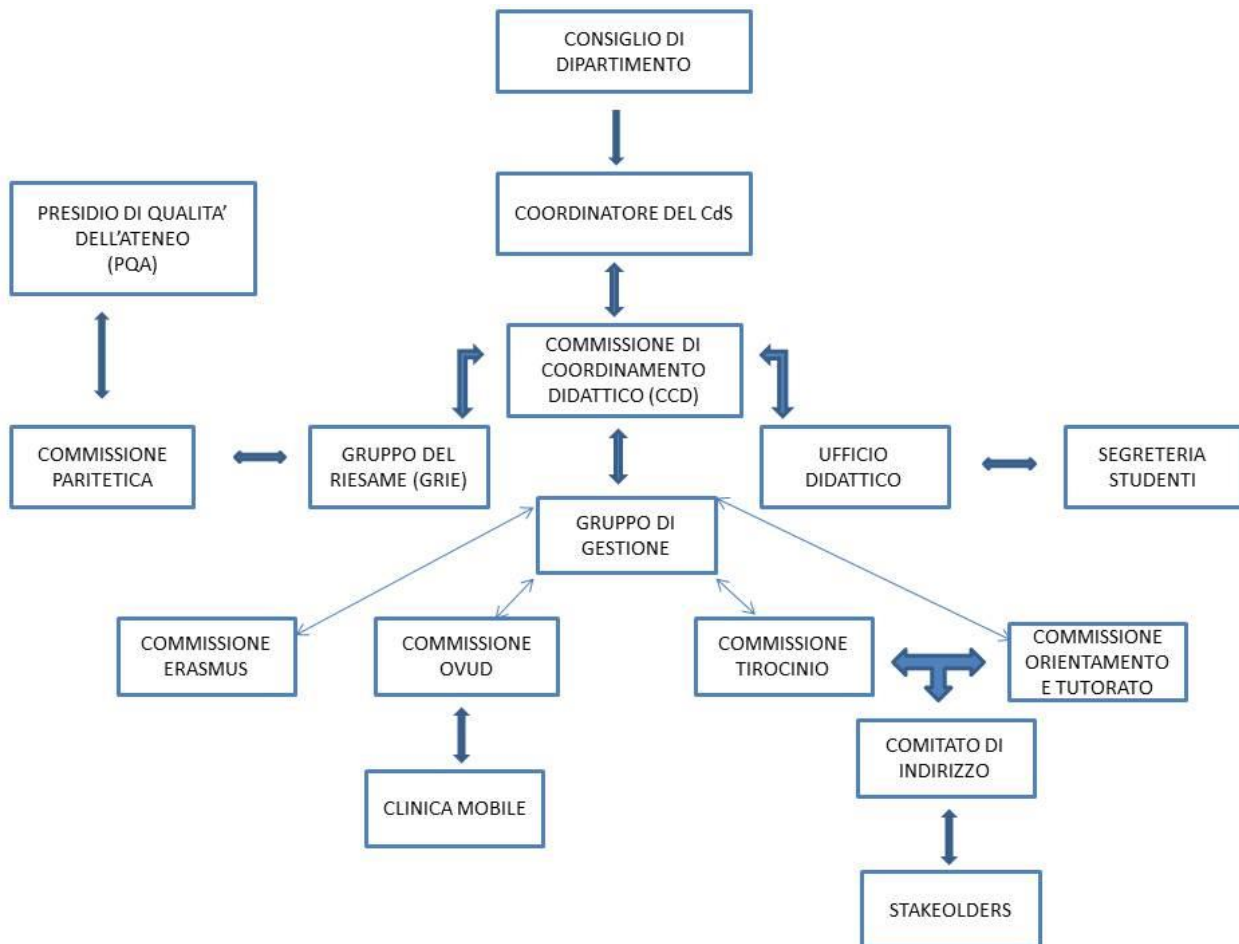 CONSIGLIO DI
DIPARTIMENTO
PRESIDIO DI QUALITA'
DELL'ATENEO
(PQA)
COORDINATORE DEL CdS
COMMISSIONE DI
COORDINAMENTO
DIDATTICO (CCD)
COMMISSIONE
PARITETICA
GRUPPO DEL
RIESAME (GRIE)
UFFICIO
DIDATTICO
SEGRETERIA
STUDENTI
GRUPPO DI
GESTIONE
COMMISSIONE
ERASMUS
COMMISSIONE
OVUD
COMMISSIONE
TIROCINIO
COMMISSIONE
ORIENTAMENTO
E TUTORATO
COMITATO DI
INDIRIZZO
CLINICA MOBILE
STAKEOLDERS